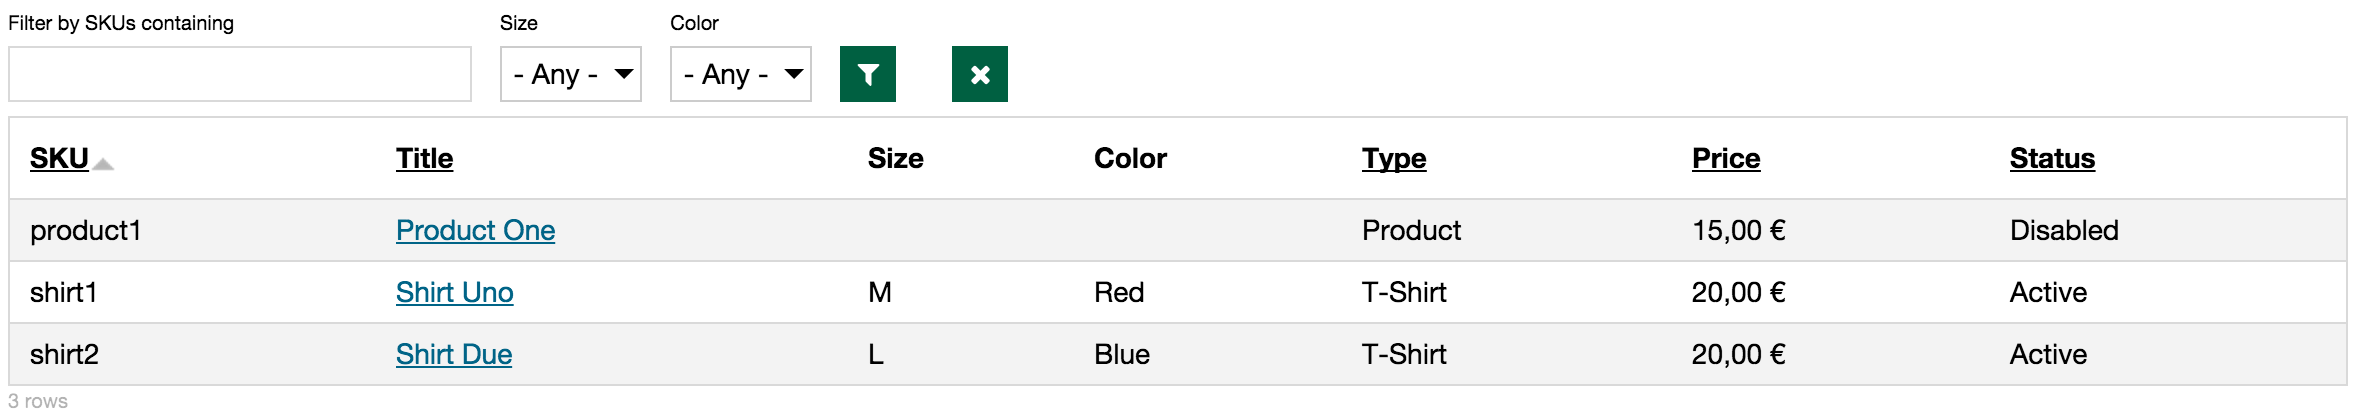 Filter by SKUs containing Size Color
- Any - - Any -
SKU Title Size Color Type Price Status
product1 Product One Product 15,00 € Disabled
shirt1 Shirt Uno M Red T-Shirt 20,00 € Active
shirt2 Shirt Due L Blue T-Shirt 20,00 € Active
3 rows